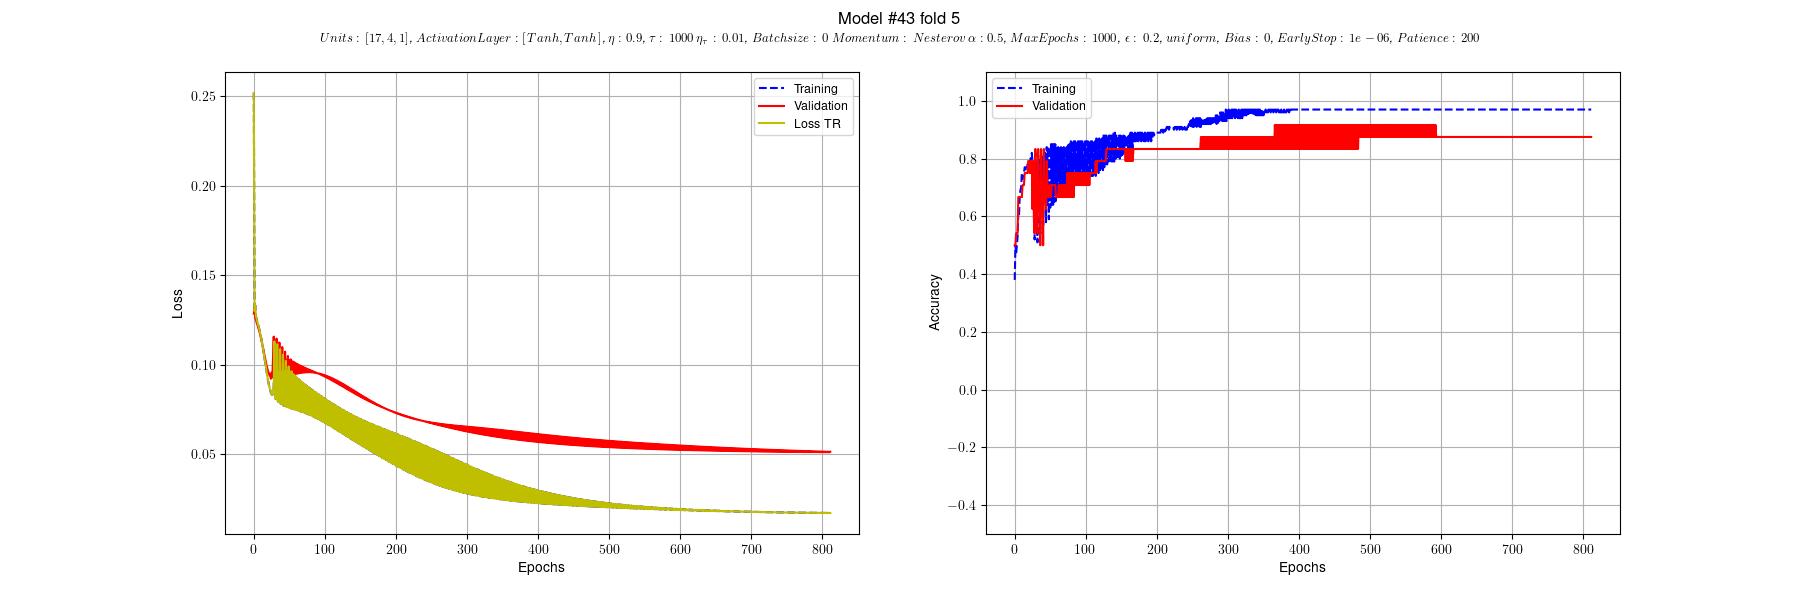 Model #43 fold 5
Units : [17, 4, 1], ActivationLayer : [Tanh, Tanh], η : 0.9, τ : 1000 η_τ : 0.01, Batchsize : 0 Momentum : Nesterov α : 0.5, MaxEpochs : 1000, ϵ : 0.2, uniform, Bias : 0, EarlyStop : 1e − 06, Patience : 200
Training
Validation
Loss TR
0.25
0.20
0.15
0.10
0.05
Loss
0 100 200 300 400 500 600 700 800
Epochs
Training
Validation
1.0
0.8
0.6
0.4
0.2
0.0
−0.2
−0.4
Accuracy
0 100 200 300 400 500 600 700 800
Epochs